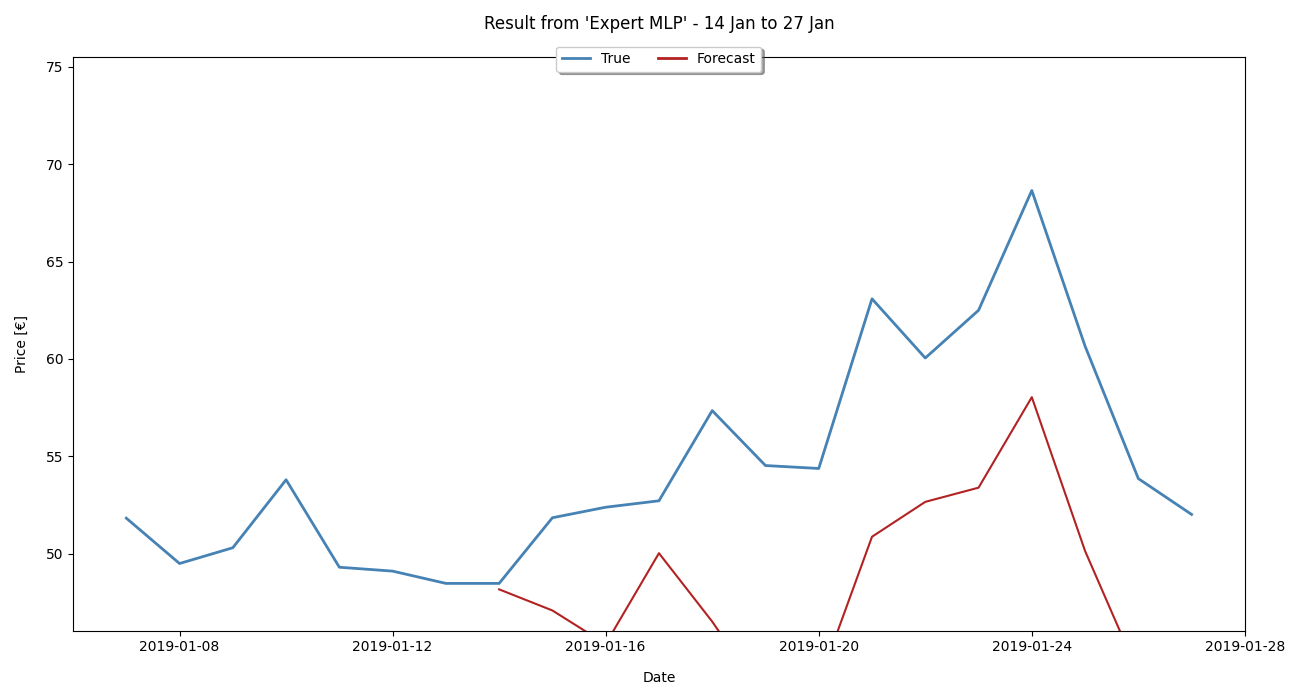 Result from 'Expert MLP' - 14 Jan to 27 Jan
True Forecast
75
70
65
60
55
50
Price [€]
2019-01-08 2019-01-12 2019-01-16 2019-01-20 2019-01-24 2019-01-28
Date